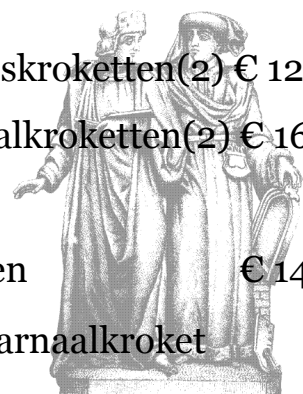 skroketten(2) € 12
alkroketten(2) € 16
en € 14
arnaalkroket